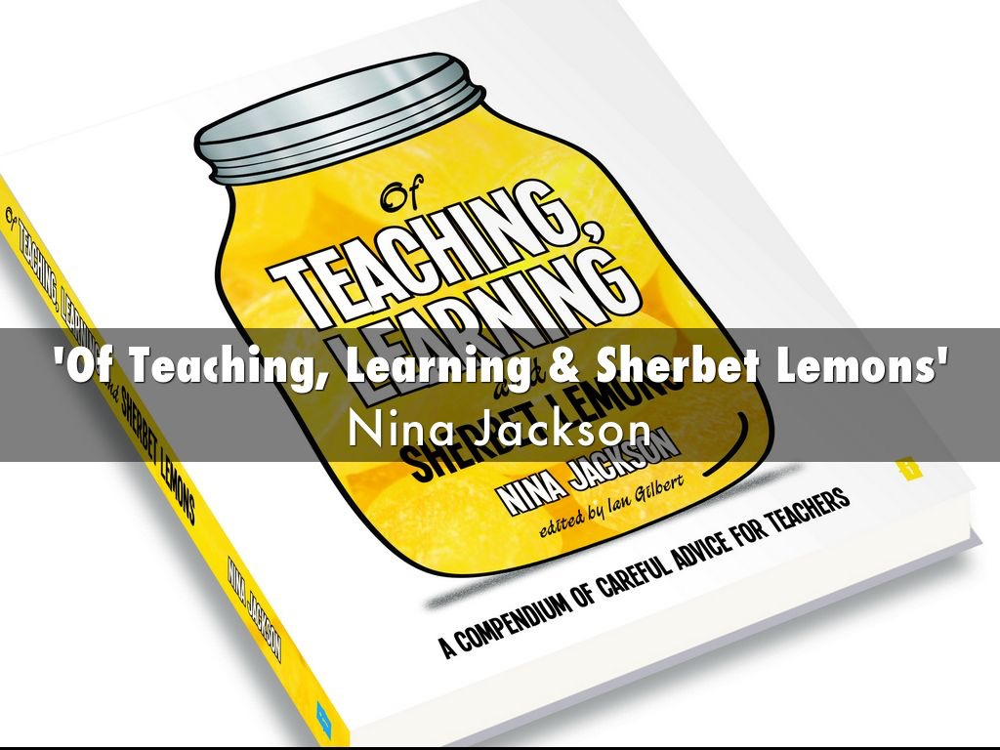 Of
TEACHING,
LEARNING
and
SHERBET LEMONS
NINA JACKSON
edited by Ian Gilbert
A COMPENDIUM OF CAREFUL ADVICE FOR TEACHERS
Of TEACHING, LEARNING and SHERBET LEMONS
NINA JACKSON
'Of Teaching, Learning & Sherbet Lemons'
Nina Jackson